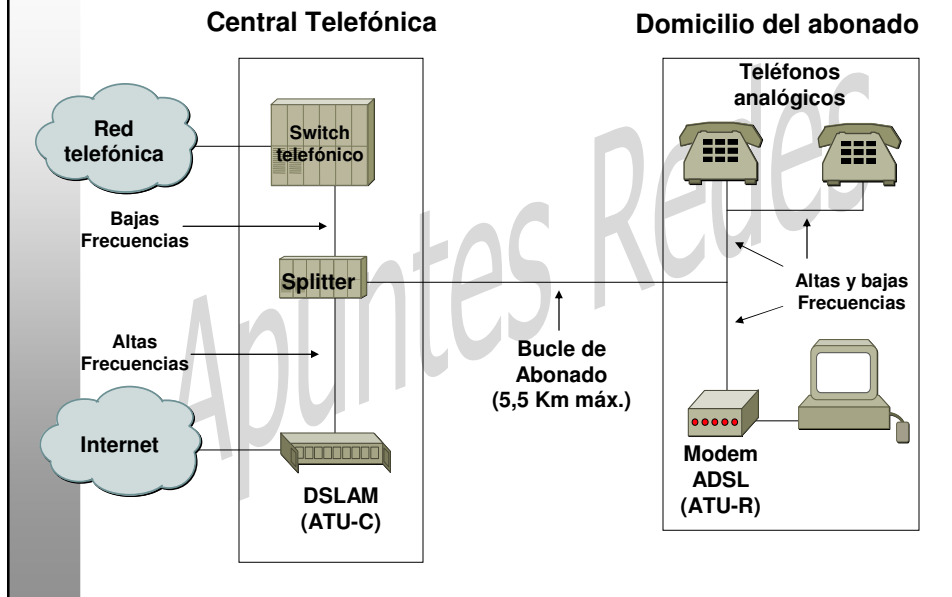 Central Telefónica
Domicilio del abonado
Teléfonos
analógicos
Red
telefónica
Switch
telefónico
Bajas
Frecuencias
Splitter
Altas y bajas
Frecuencias
Altas
Frecuencias
Bucle de
Abonado
(5,5 Km máx.)
Internet
DSLAM
(ATU-C)
Modem
ADSL
(ATU-R)
Apuntes Redes